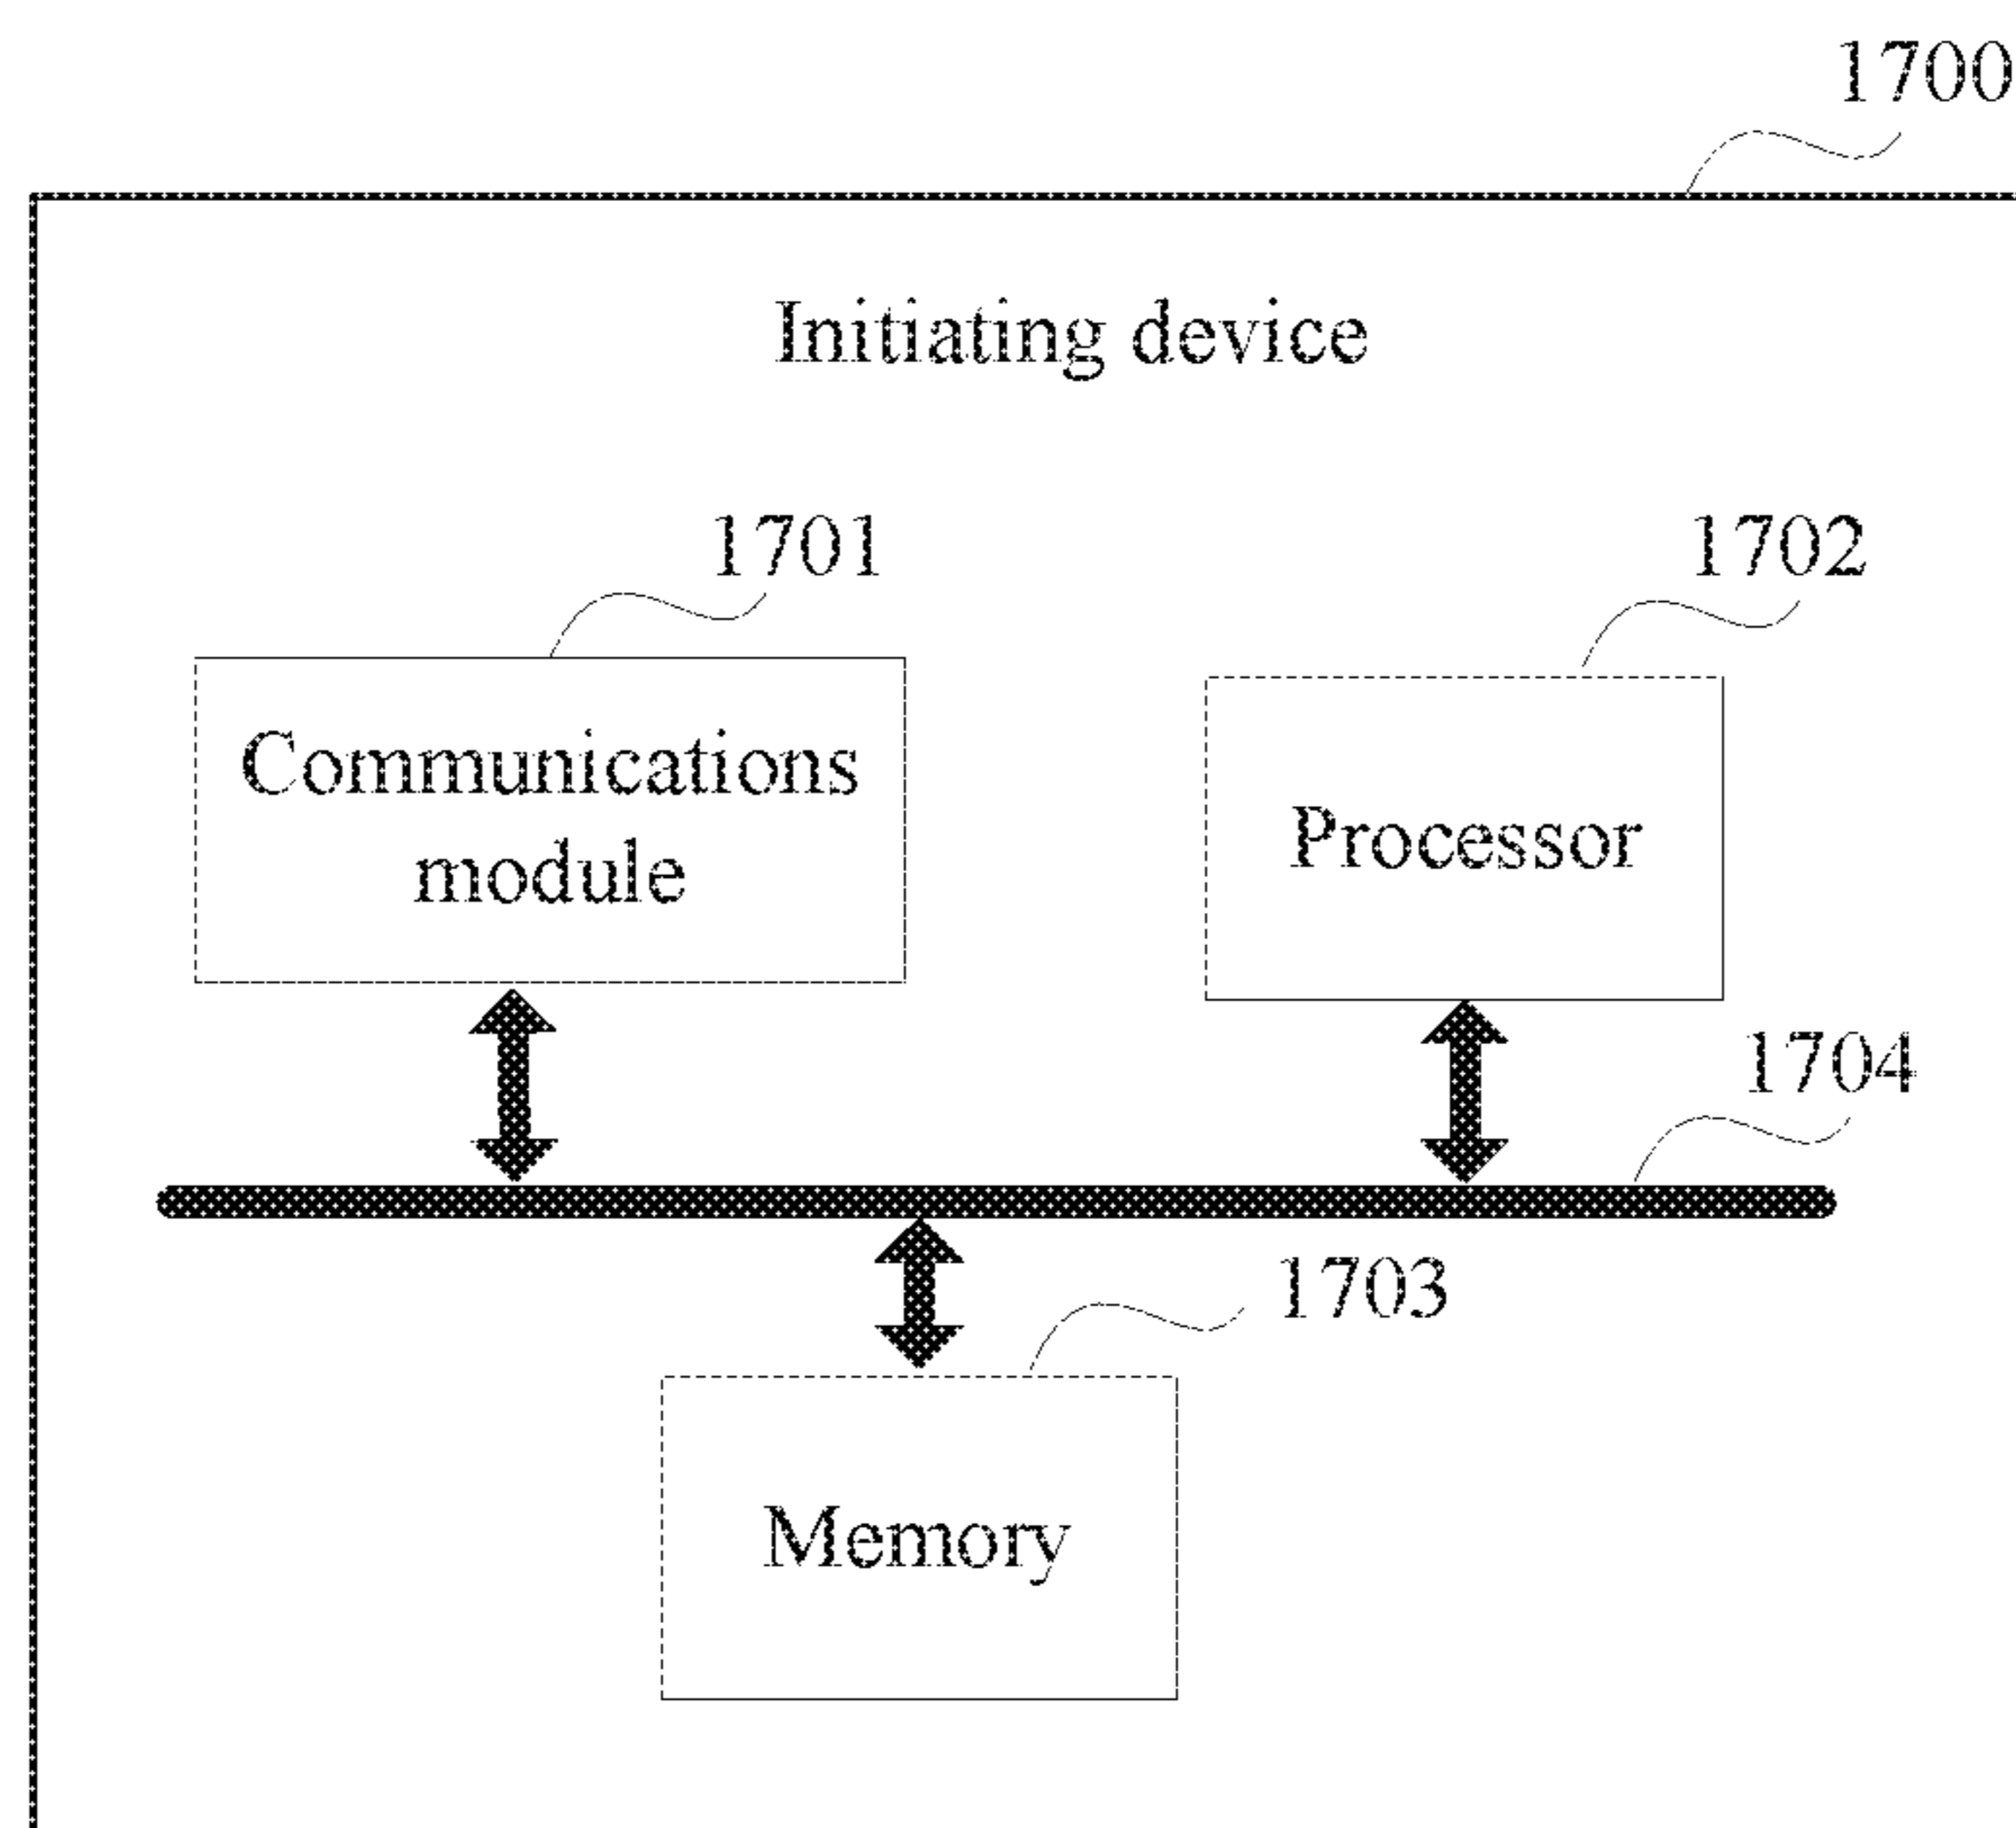 1700
Initiating device
1701
1702
Communications
module
Processor
1704
1703
Memory